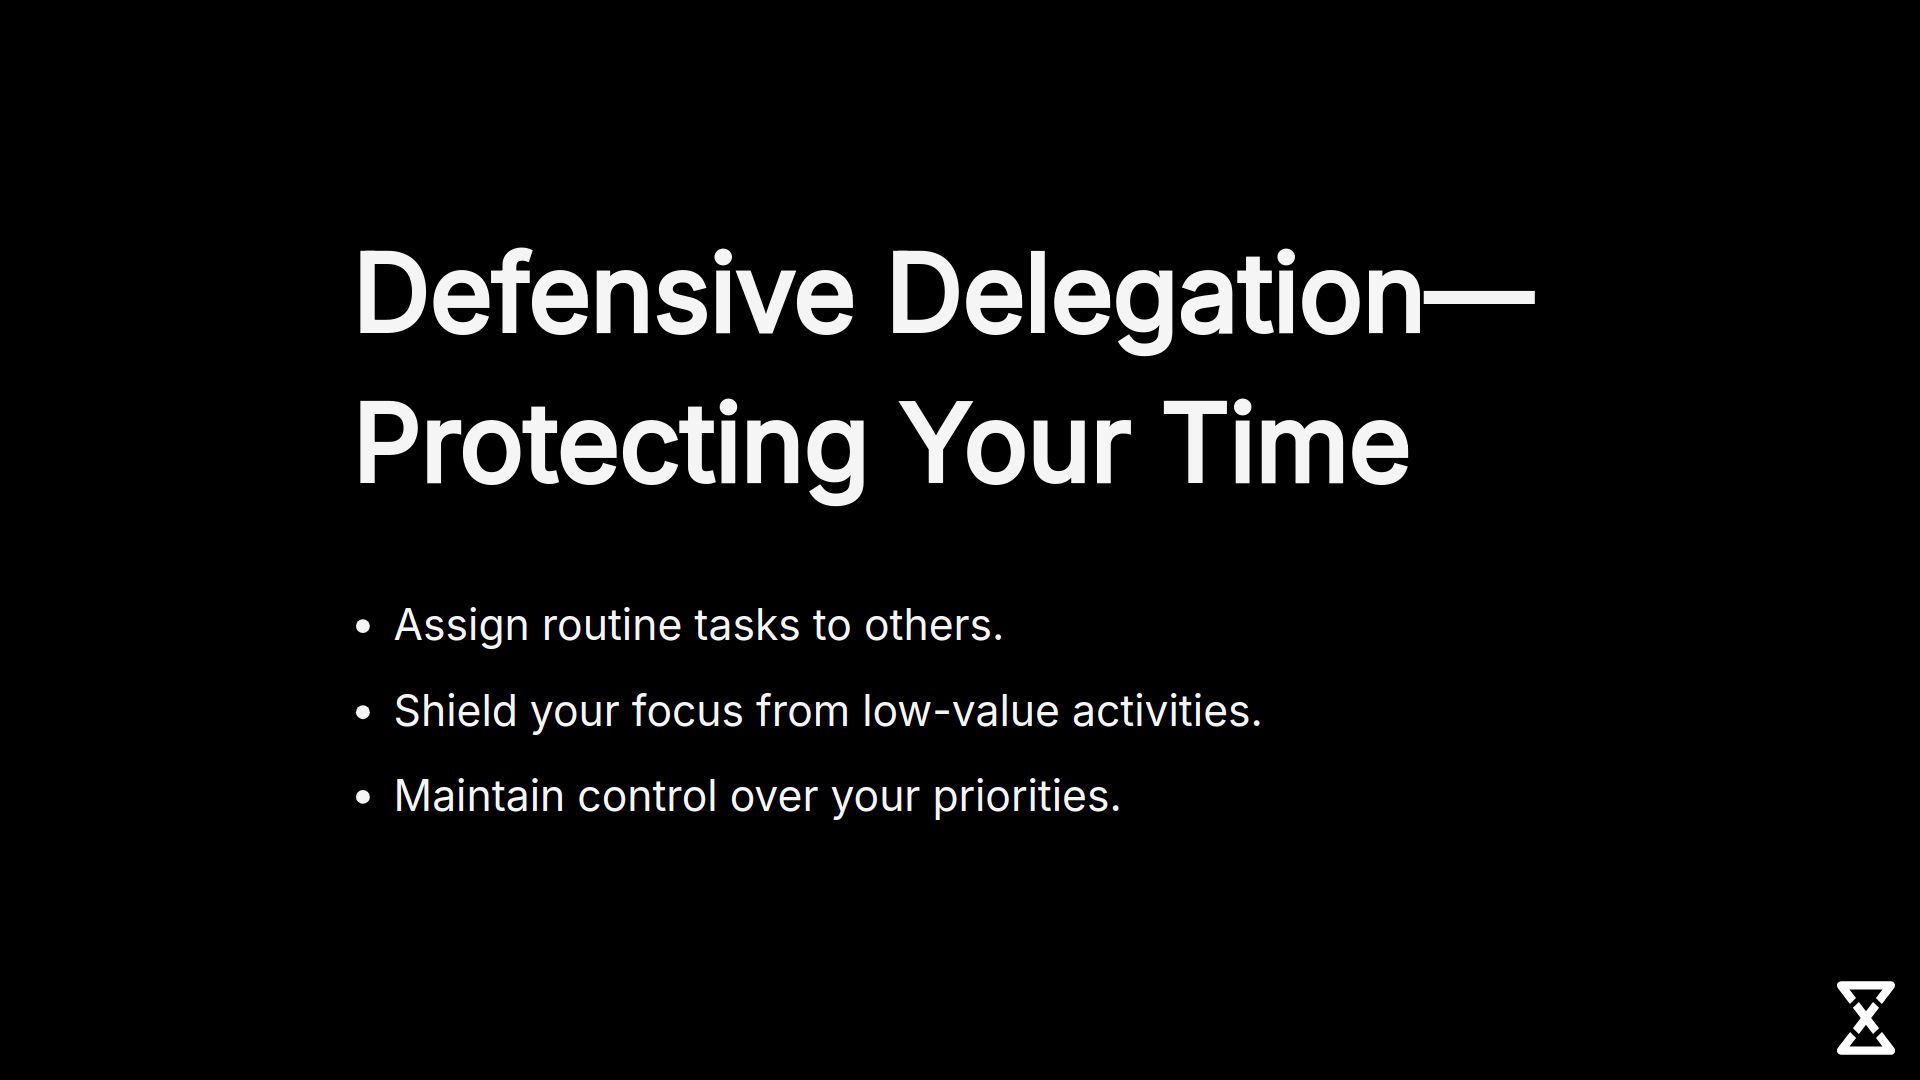 Defensive Delegation—
Protecting Your Time
• Assign routine tasks to others.
• Shield your focus from low-value activities.
• Maintain control over your priorities.